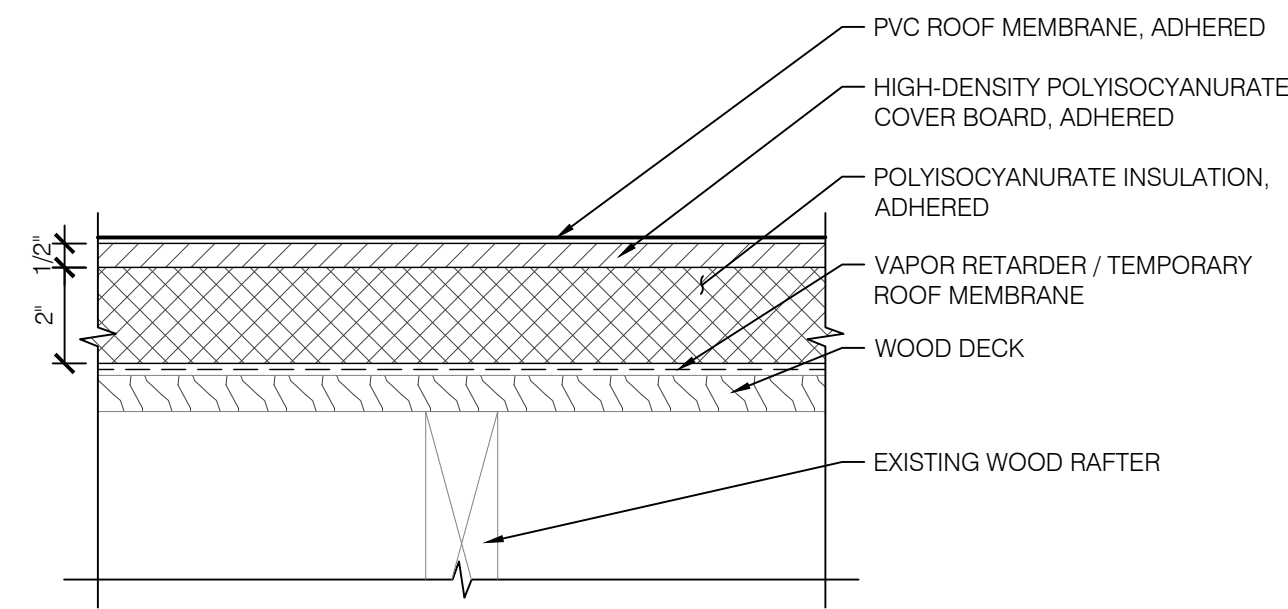 PVC ROOF MEMBRANE, ADHERED
HIGH-DENSITY POLYISOCYANURATE
COVER BOARD, ADHERED
POLYISOCYANURATE INSULATION,
ADHERED
VAPOR RETARDER / TEMPORARY
ROOF MEMBRANE
WOOD DECK
EXISTING WOOD RAFTER
1/2"
2"